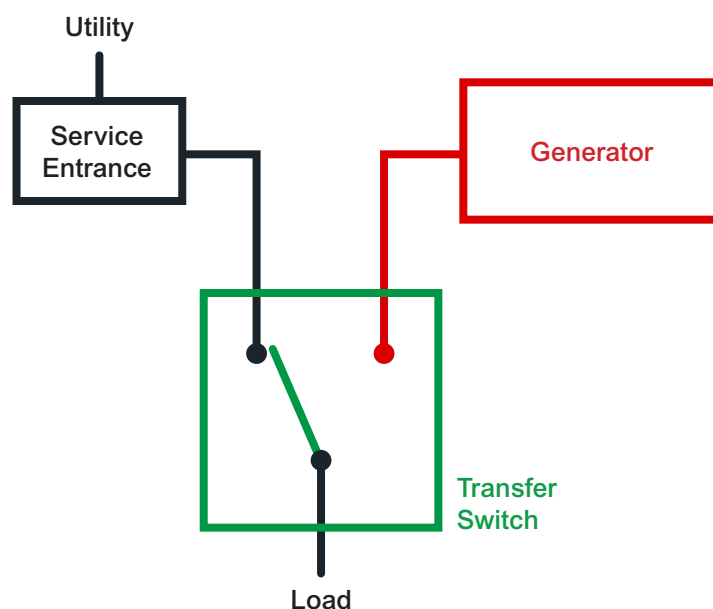 Utility
Service
Entrance
Generator
Transfer
Switch
Load